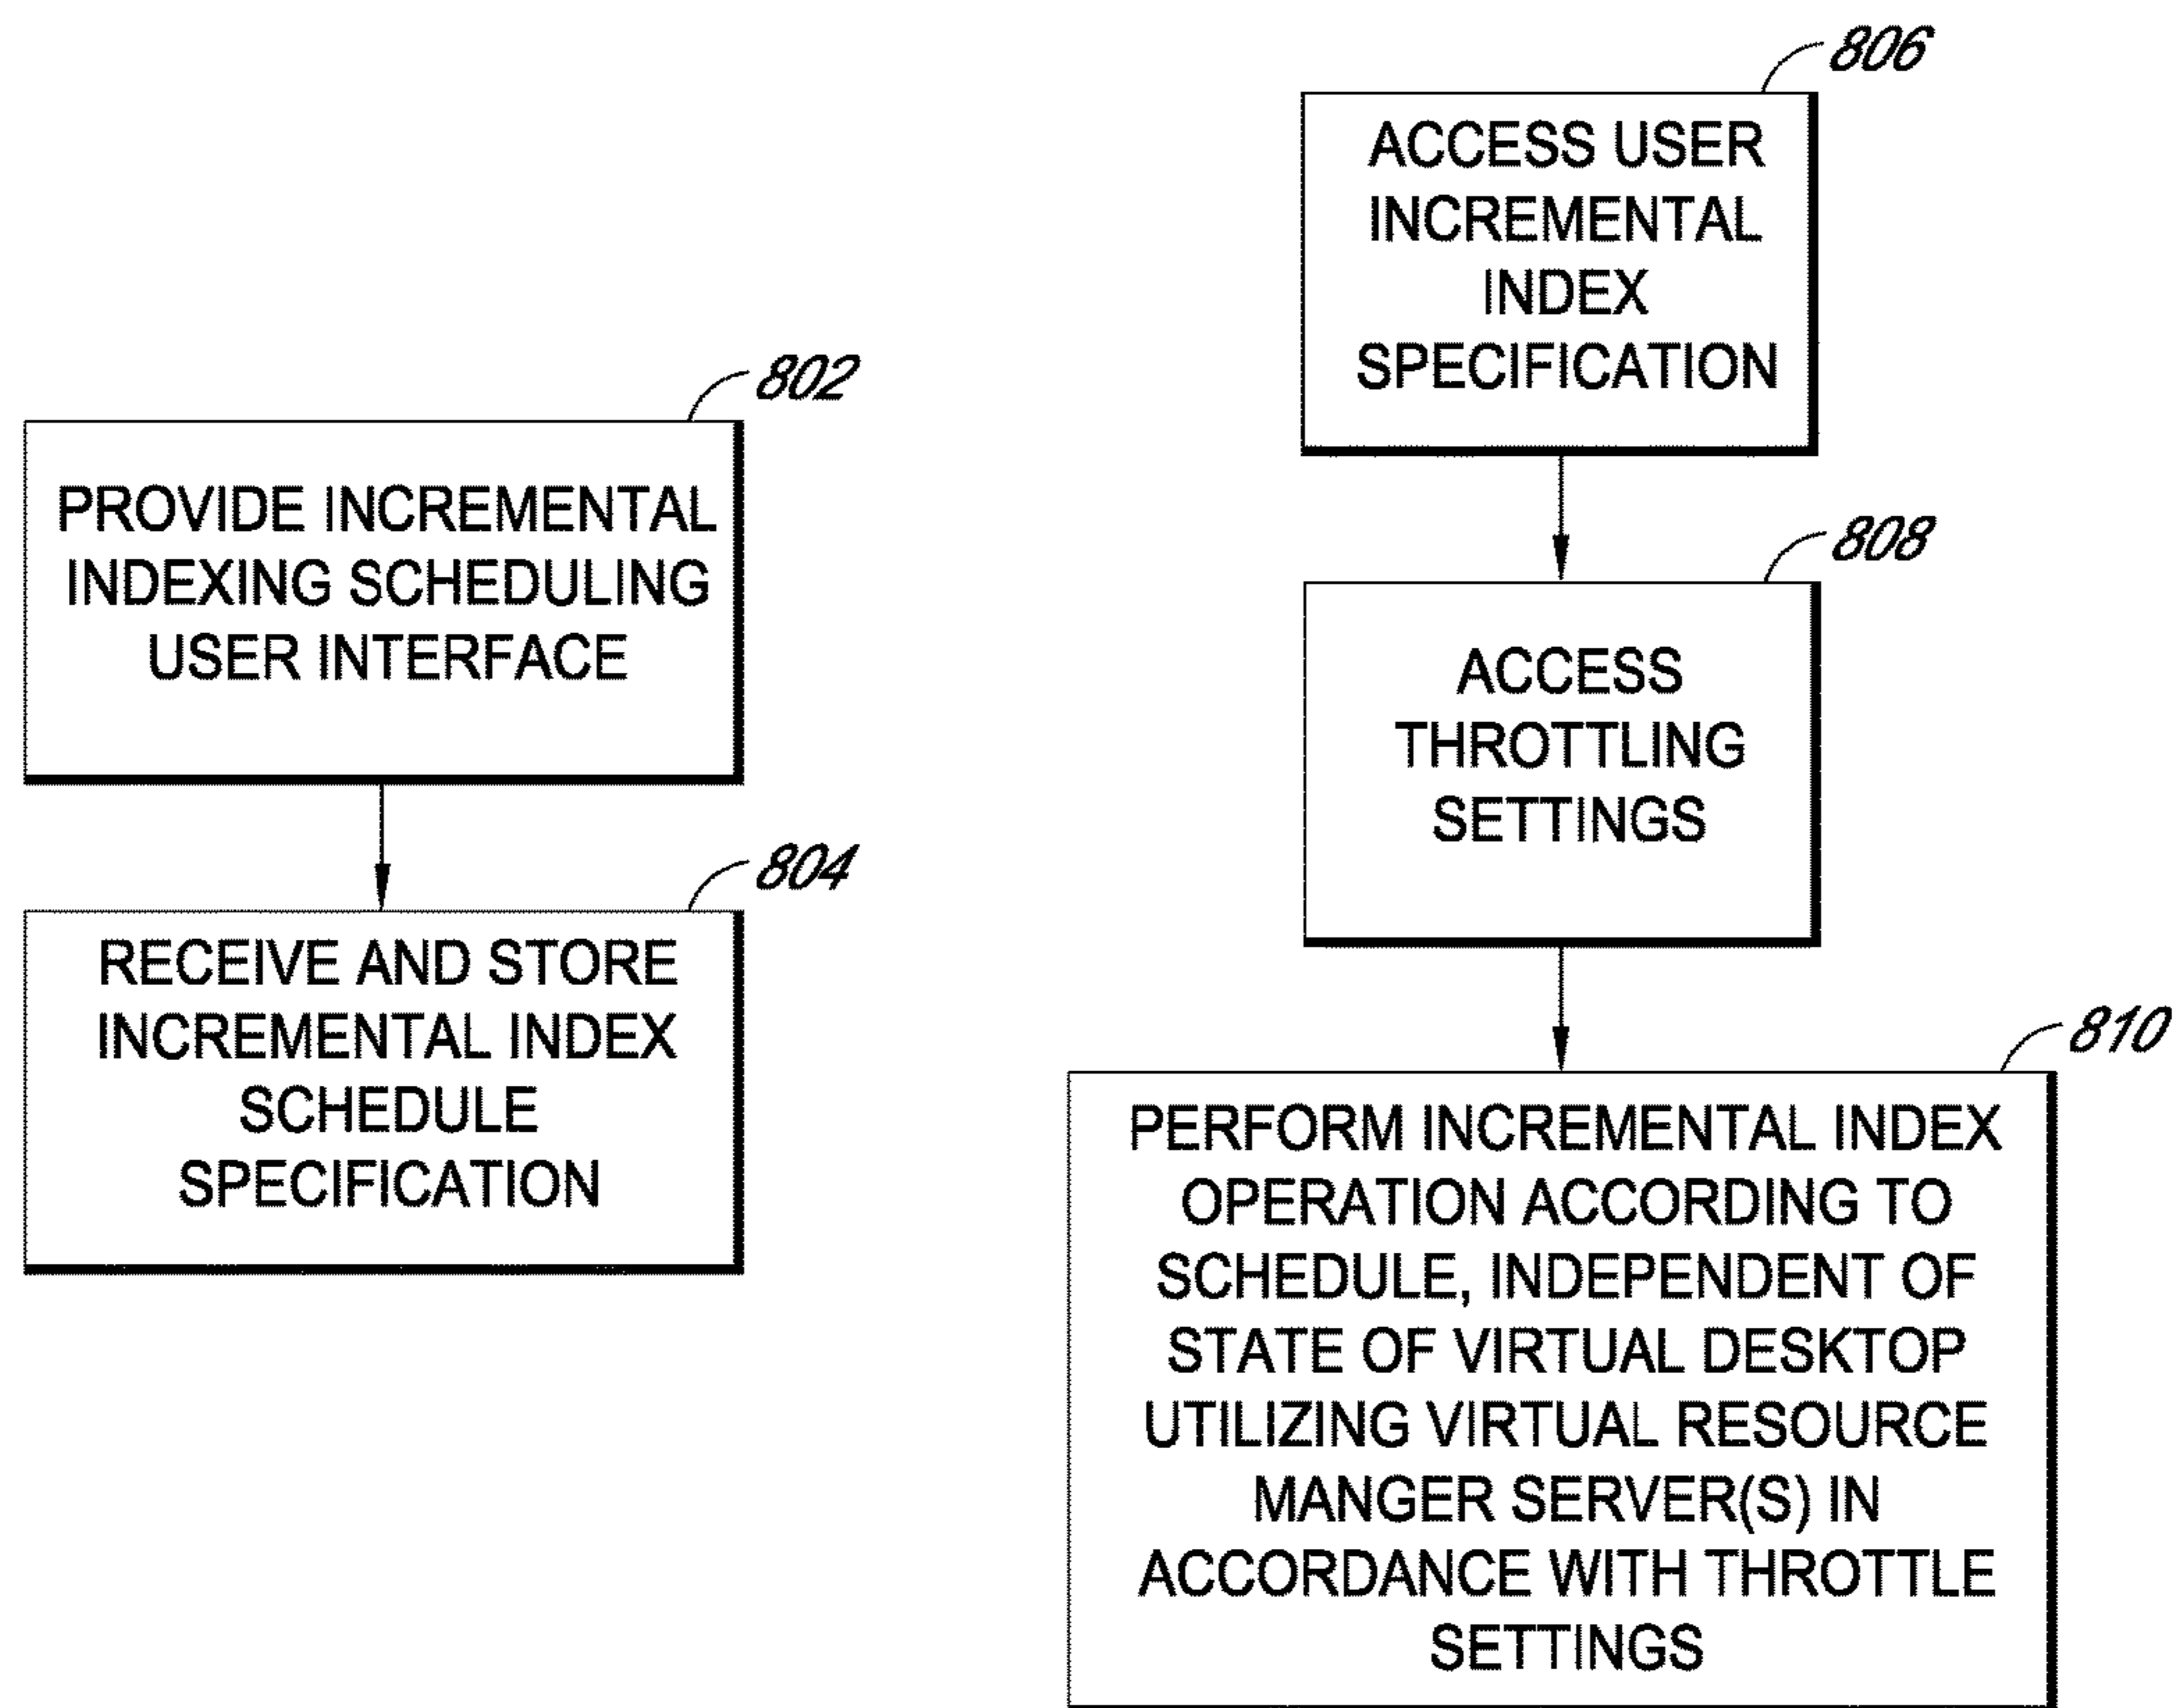 802
PROVIDE INCREMENTAL
INDEXING SCHEDULING
USER INTERFACE
804
RECEIVE AND STORE
INCREMENTAL INDEX
SCHEDULE
SPECIFICATION
806
ACCESS USER
INCREMENTAL
INDEX
SPECIFICATION
808
ACCESS
THROTTLING
SETTINGS
810
PERFORM INCREMENTAL INDEX
OPERATION ACCORDING TO
SCHEDULE, INDEPENDENT OF
STATE OF VIRTUAL DESKTOP
UTILIZING VIRTUAL RESOURCE
MANGER SERVER(S) IN
ACCORDANCE WITH THROTTLE
SETTINGS